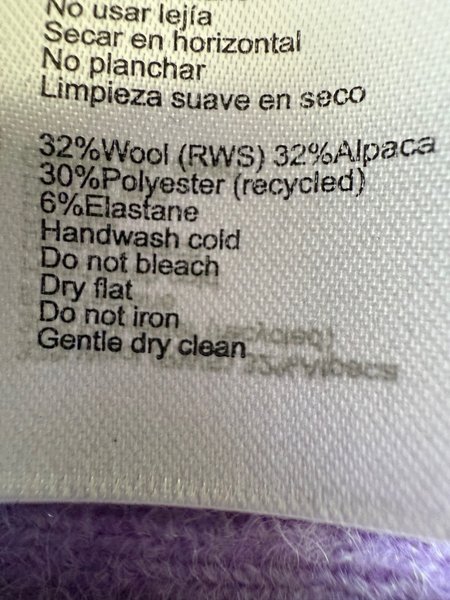 No usar lejía
Secar en horizontal
No planchar
Limpieza suave en seco
32%Wool (RWS) 32%Alpaca
30%Polyester (recycled)
6%Elastane
Handwash cold
Do not bleach
Dry flat
Do not iron
Gentle dry clean